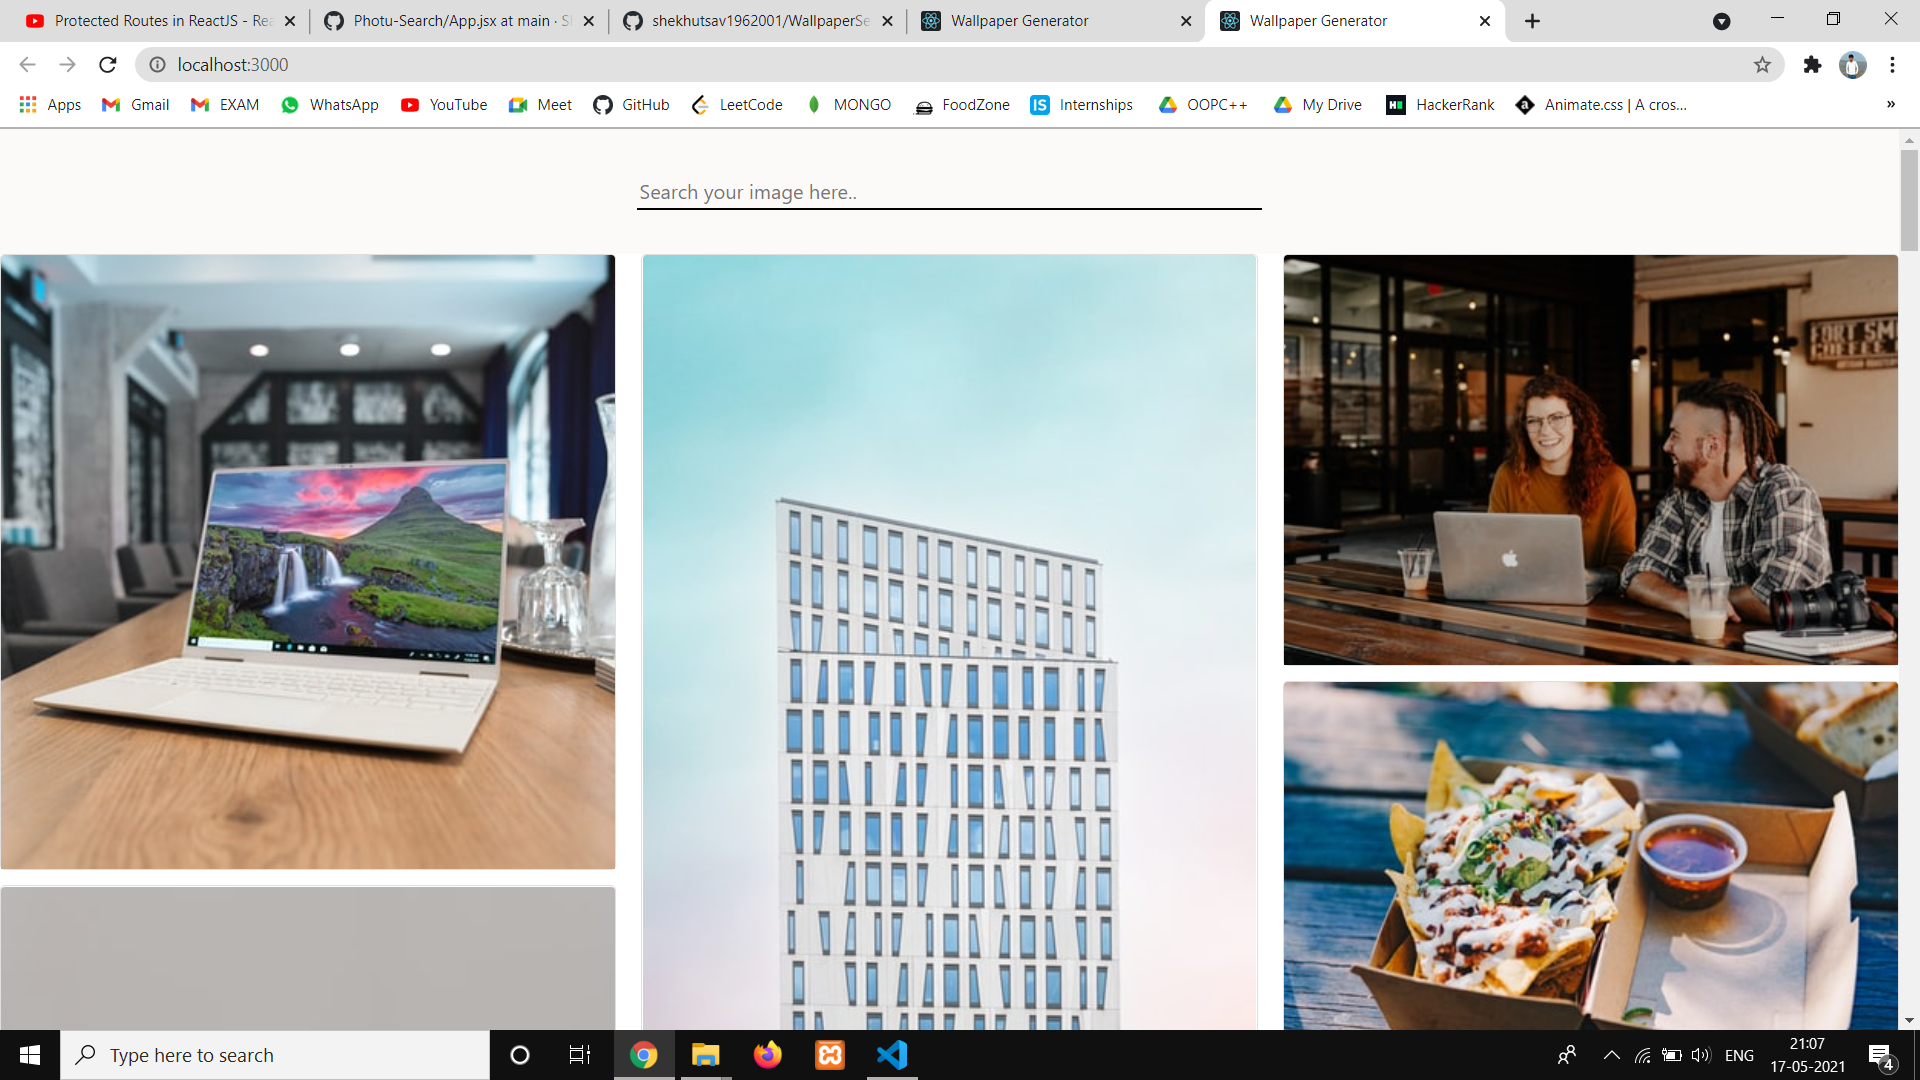 Protected Routes in ReactJS - Rea
Photu-Search/App.jsx at main · S
shekhutsav1962001/WallpaperSe
Wallpaper Generator
Wallpaper Generator
localhost:3000
Apps
Gmail
EXAM
WhatsApp
YouTube
Meet
GitHub
LeetCode
MONGO
FoodZone
IS Internships
OOPC++
My Drive
HackerRank
Animate.css | A cros...
Search your image here..
FORT SM
COFFEE
Type here to search
ENG
21:07
17-05-2021
4